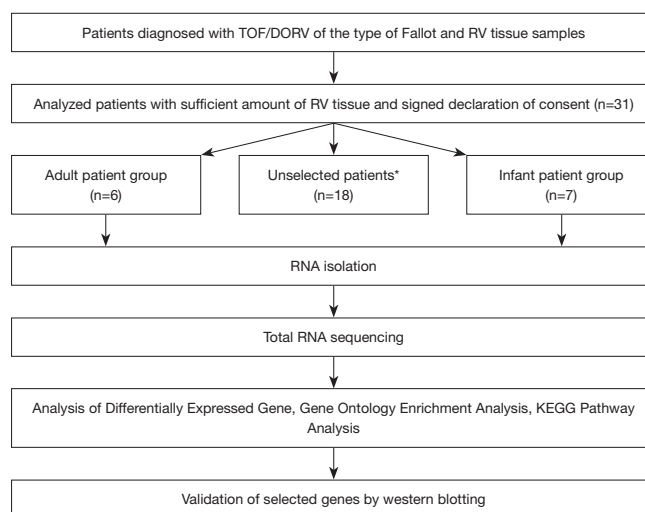 Patients diagnosed with TOF/DORV of the type of Fallot and RV tissue samples
Analyzed patients with sufficient amount of RV tissue and signed declaration of consent (n=31)
Adult patient group
(n=6)
Unselected patients*
(n=18)
Infant patient group
(n=7)
RNA isolation
Total RNA sequencing
Analysis of Differentially Expressed Gene, Gene Ontology Enrichment Analysis, KEGG Pathway
Analysis
Validation of selected genes by western blotting